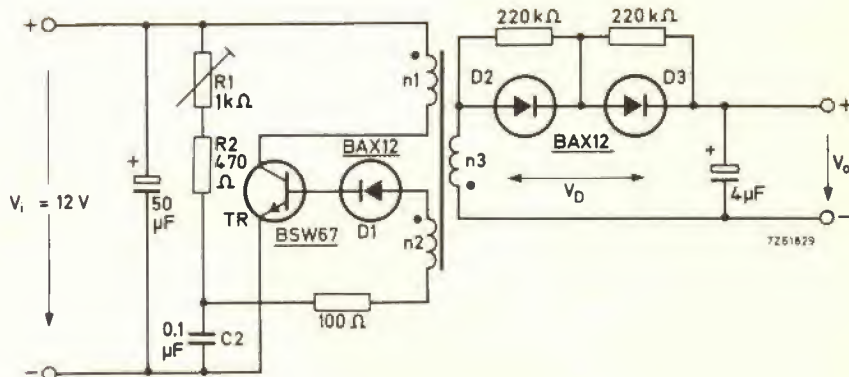 +
V_i = 12 V
−
+
50
μF
R1
1kΩ
R2
470
Ω
0.1
μF
C2
TR
BSW67
BAX12
D1
100 Ω
n1
n2
n3
220 kΩ
220 kΩ
D2
D3
BAX12
V_D
+
4μF
+
V_o
−
7Z61829